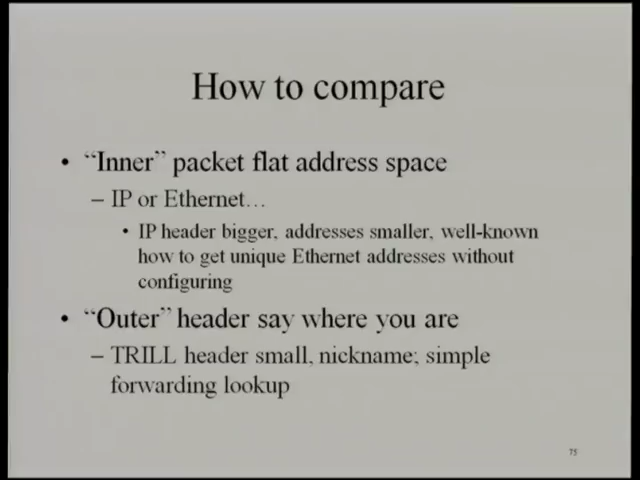 How to compare
• “Inner” packet flat address space
– IP or Ethernet…
• IP header bigger, addresses smaller, well-known
how to get unique Ethernet addresses without
configuring
• “Outer” header say where you are
– TRILL header small, nickname; simple
forwarding lookup
75